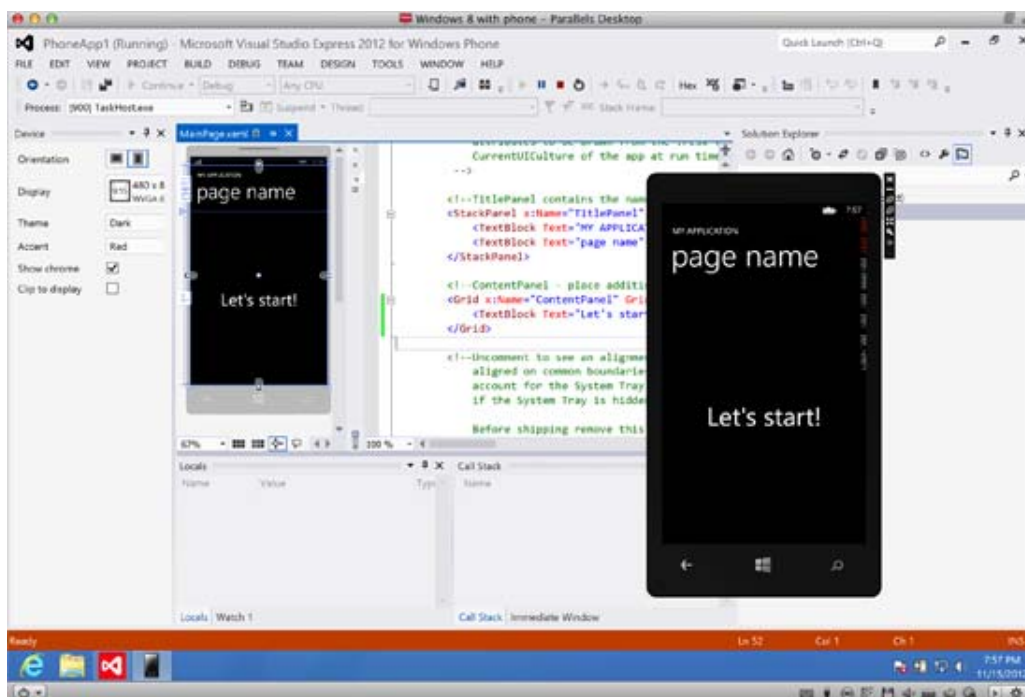 Windows 8 with phone - Parallels Desktop
PhoneApp1 (Running) - Microsoft Visual Studio Express 2012 for Windows Phone
Quick Launch (Ctrl+Q)
FILE EDIT VIEW PROJECT BUILD DEBUG TEAM DESIGN TOOLS WINDOW HELP
Continue Debug Any CPU Hex
Process: [900] TaskHost.exe Suspend Thread: Stack Frame:
Device
MainPage.xaml
Solution Explorer
Orientation
Display 480 x 8
WVGA
Theme Dark
Accent Red
Show chrome
Clip to display
MY APPLICATION
page name
Let's start!
CurrentUICulture of the app at run time
-->
<!--TitlePanel contains the nam
<StackPanel x:Name="TitlePanel"
<TextBlock Text="MY APPLICA
<TextBlock Text="page name"
</StackPanel>
<!--ContentPanel - place additi
<Grid x:Name="ContentPanel" Gri
<TextBlock Text="Let's star
</Grid>
<!--Uncomment to see an alignme
aligned on common boundarie
account for the System Tray
if the System Tray is hidde
Before shipping remove this
67%
100 %
7:57
MY APPLICATION
page name
Let's start!
Locals
Name Value Typ
Call Stack
Name
Locals Watch 1
Call Stack Immediate Window
Ready
Ln 52 Col 1 Ch 1 INS
7:57 PM